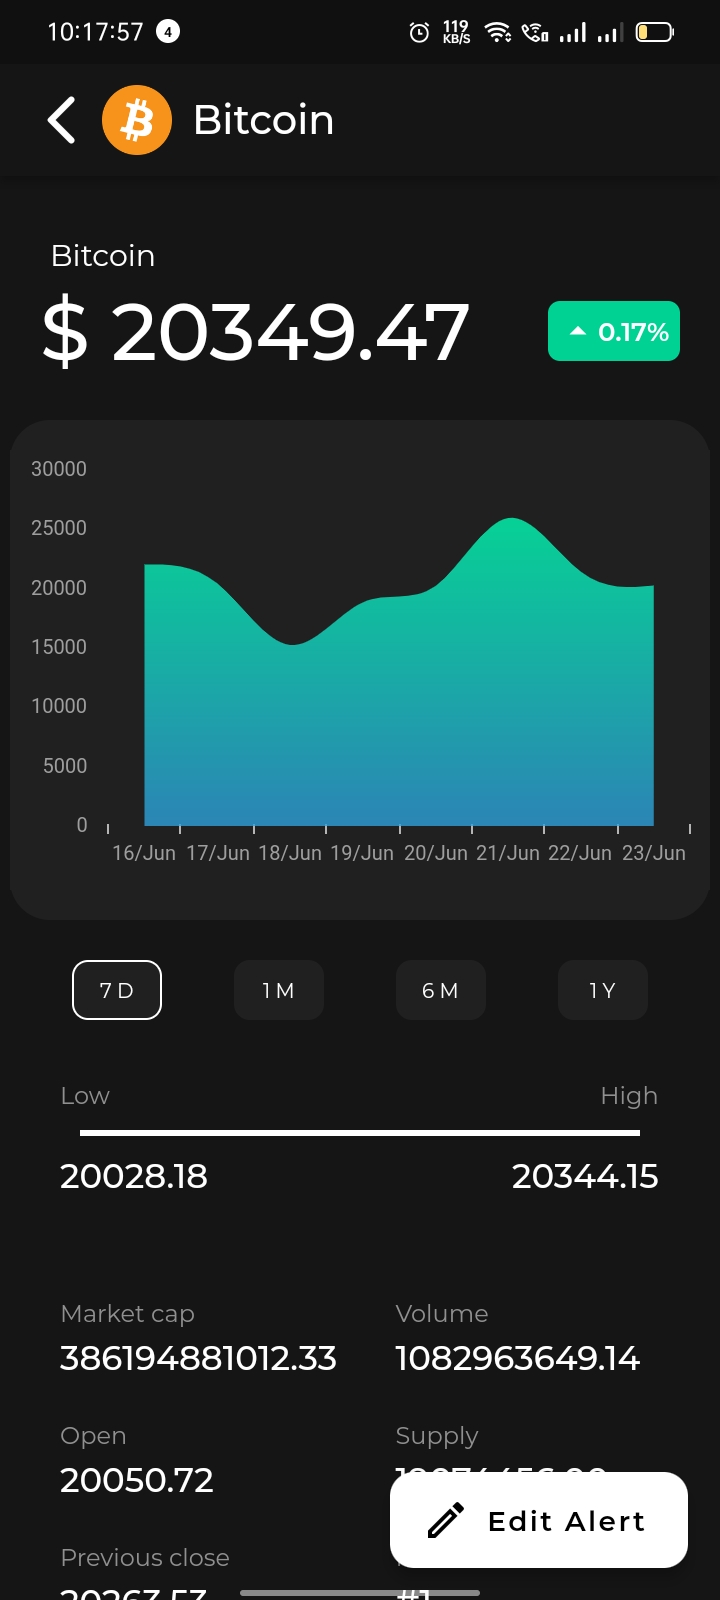 10:17:57 4 119 KB/S
Bitcoin
Bitcoin
$ 20349.47 0.17%
30000
25000
20000
15000
10000
5000
0
16/Jun 17/Jun 18/Jun 19/Jun 20/Jun 21/Jun 22/Jun 23/Jun
7 D 1 M 6 M 1 Y
Low High
20028.18 20344.15
Market cap Volume
386194881012.33 1082963649.14
Open Supply
20050.72
Edit Alert
Previous close
20263.53 #1